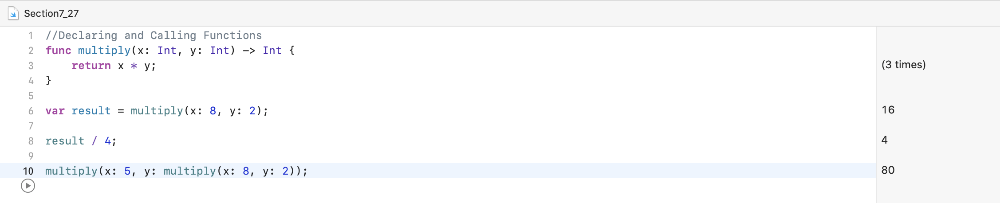 Section7_27
1 //Declaring and Calling Functions
2 func multiply(x: Int, y: Int) -> Int {
3     return x * y; (3 times)
4 }
5
6 var result = multiply(x: 8, y: 2); 16
7
8 result / 4; 4
9
10 multiply(x: 5, y: multiply(x: 8, y: 2)); 80